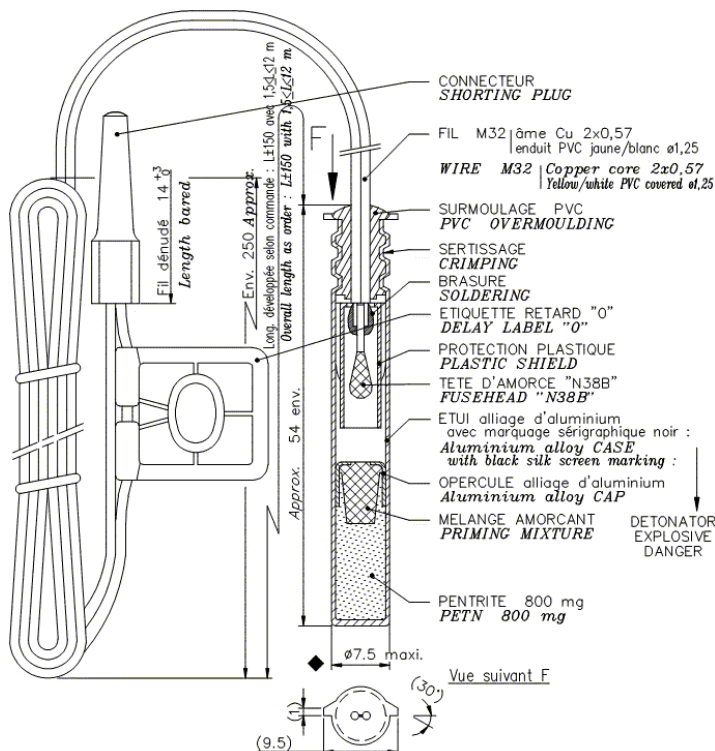 CONNECTEUR
SHORTING PLUG
FIL M32 âme Cu 2x0,57
enduit PVC jaune/blanc ø1,25
WIRE M32 Copper core 2x0,57
Yellow/white PVC covered ø1,25
SURMOULAGE PVC
PVC OVERMOULDING
SERTISSAGE
CRIMPING
BRASURE
SOLDERING
ETIQUETTE RETARD "0"
DELAY LABEL "0"
PROTECTION PLASTIQUE
PLASTIC SHIELD
TETE D'AMORCE "N38B"
FUSEHEAD "N38B"
ETUI alliage d'aluminium
avec marquage sérigraphique noir :
Aluminium alloy CASE
with black silk screen marking :
OPERCULE alliage d'aluminium
Aluminium alloy CAP
MELANGE AMORCANT
PRIMING MIXTURE
DETONATOR
EXPLOSIVE
DANGER
PENTRITE 800 mg
PETN 800 mg
F
Fil dénudé 14 +3 0
Length bared
Env. 250 Approx.
Long. développée selon commande : L±150 avec 1,5≤L≤12 m
Overall length as order : L±150 with 1,5≤L≤12 m
Approx. 54 env.
ø7.5 maxi.
Vue suivant F
(30°)
(1)
(9.5)